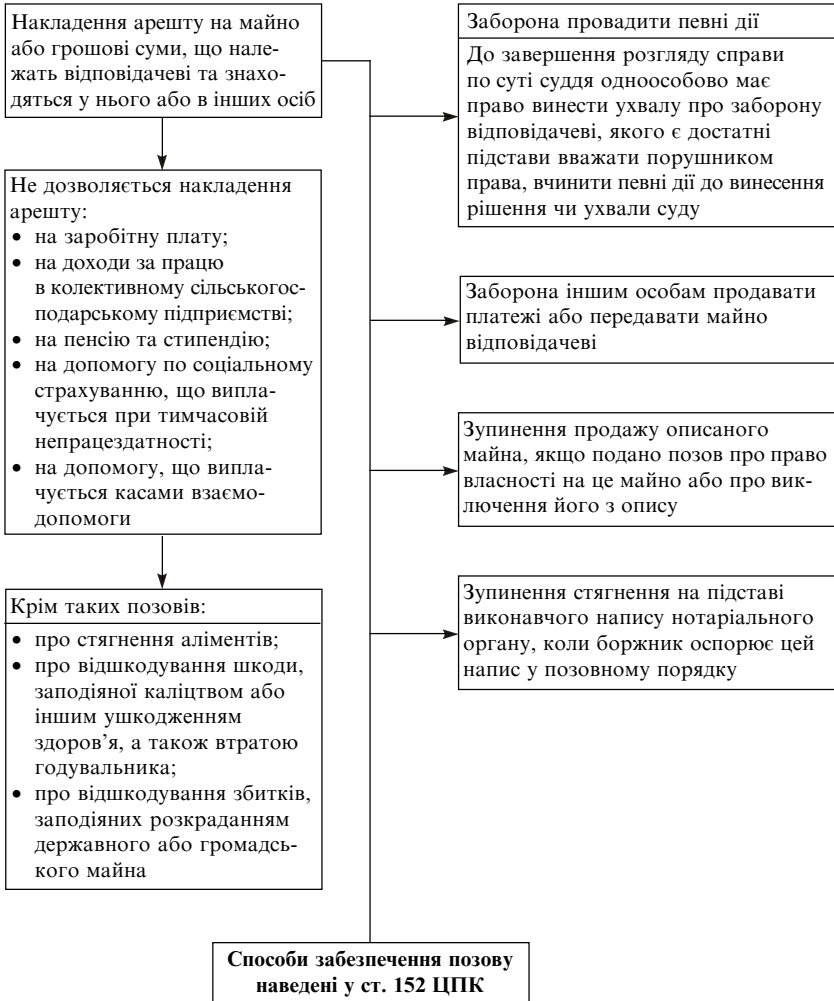 Накладення арешту на майно
або грошові суми, що нале-
жать відповідачеві та знахо-
дяться у нього або в інших осіб
Не дозволяється накладення
арешту:
• на заробітну плату;
• на доходи за працю
в колективному сільськогос-
подарському підприємстві;
• на пенсію та стипендію;
• на допомогу по соціальному
страхуванню, що випла-
чується при тимчасовій
непрацездатності;
• на допомогу, що випла-
чується касами взаємо-
допомоги
Крім таких позовів:
• про стягнення аліментів;
• про відшкодування шкоди,
заподіяної каліцтвом або
іншим ушкодженням
здоров’я, а також втратою
годувальника;
• про відшкодування збитків,
заподіяних розкраданням
державного або громадсь-
кого майна
Заборона провадити певні дії
До завершення розгляду справи
по суті суддя одноособово має
право винести ухвалу про заборону
відповідачеві, якого є достатні
підстави вважати порушником
права, вчинити певні дії до винесення
рішення чи ухвали суду
Заборона іншим особам продавати
платежі або передавати майно
відповідачеві
Зупинення продажу описаного
майна, якщо подано позов про право
власності на це майно або про вик-
лючення його з опису
Зупинення стягнення на підставі
виконавчого напису нотаріального
органу, коли боржник оспорює цей
напис у позовному порядку
Способи забезпечення позову
наведені у ст. 152 ЦПК